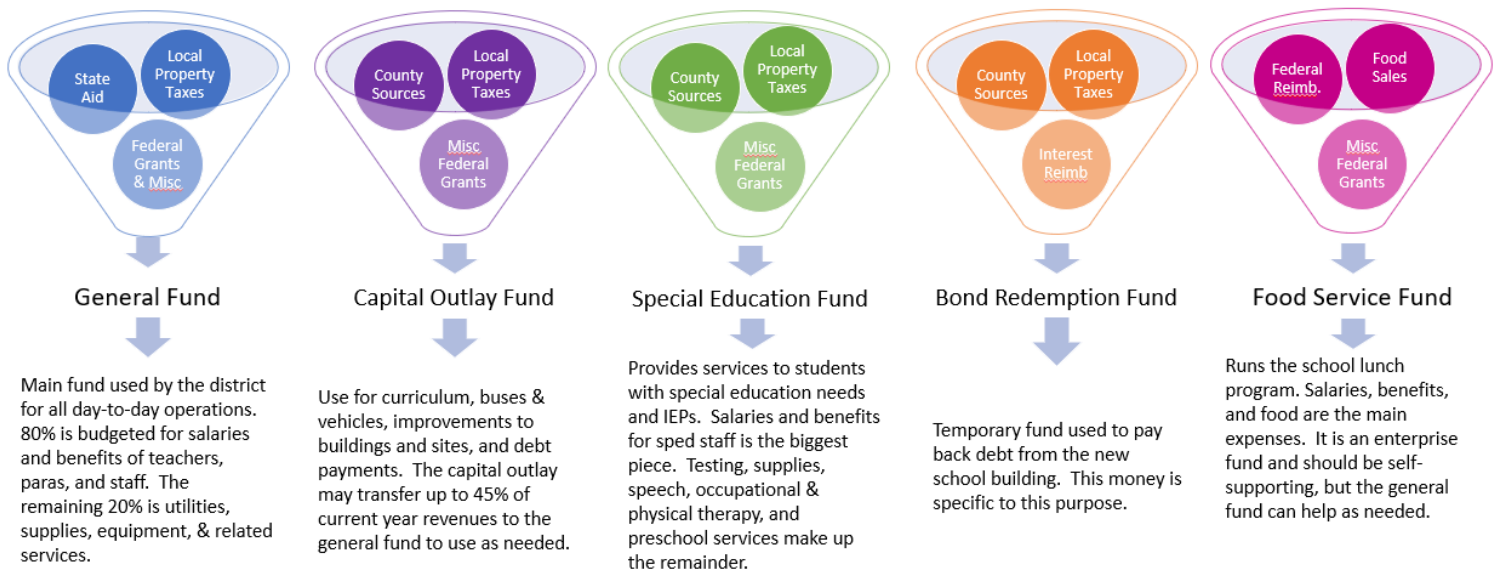 State
Aid
Local
Property
Taxes
Federal
Grants
& Misc
General Fund
Main fund used by the district
for all day-to-day operations.
80% is budgeted for salaries
and benefits of teachers,
paras, and staff.  The
remaining 20% is utilities,
supplies, equipment, & related
services.
County
Sources
Local
Property
Taxes
Misc
Federal
Grants
Capital Outlay Fund
Use for curriculum, buses &
vehicles, improvements to
buildings and sites, and debt
payments.  The capital outlay
may transfer up to 45% of
current year revenues to the
general fund to use as needed.
County
Sources
Local
Property
Taxes
Misc
Federal
Grants
Special Education Fund
Provides services to students
with special education needs
and IEPs.  Salaries and benefits
for sped staff is the biggest
piece.  Testing, supplies,
speech, occupational &
physical therapy, and
preschool services make up
the remainder.
County
Sources
Local
Property
Taxes
Interest
Reimb
Bond Redemption Fund
Temporary fund used to pay
back debt from the new
school building.  This money is
specific to this purpose.
Federal
Reimb.
Food
Sales
Misc
Federal
Grants
Food Service Fund
Runs the school lunch
program. Salaries, benefits,
and food are the main
expenses.  It is an enterprise
fund and should be self-
supporting, but the general
fund can help as needed.